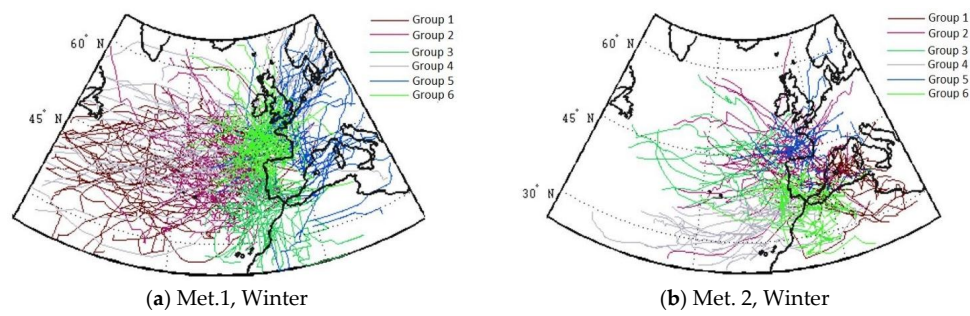 60° N
45° N
Group 1
Group 2
Group 3
Group 4
Group 5
Group 6
(a) Met.1, Winter
60° N
45° N
30° N
Group 1
Group 2
Group 3
Group 4
Group 5
Group 6
(b) Met. 2, Winter